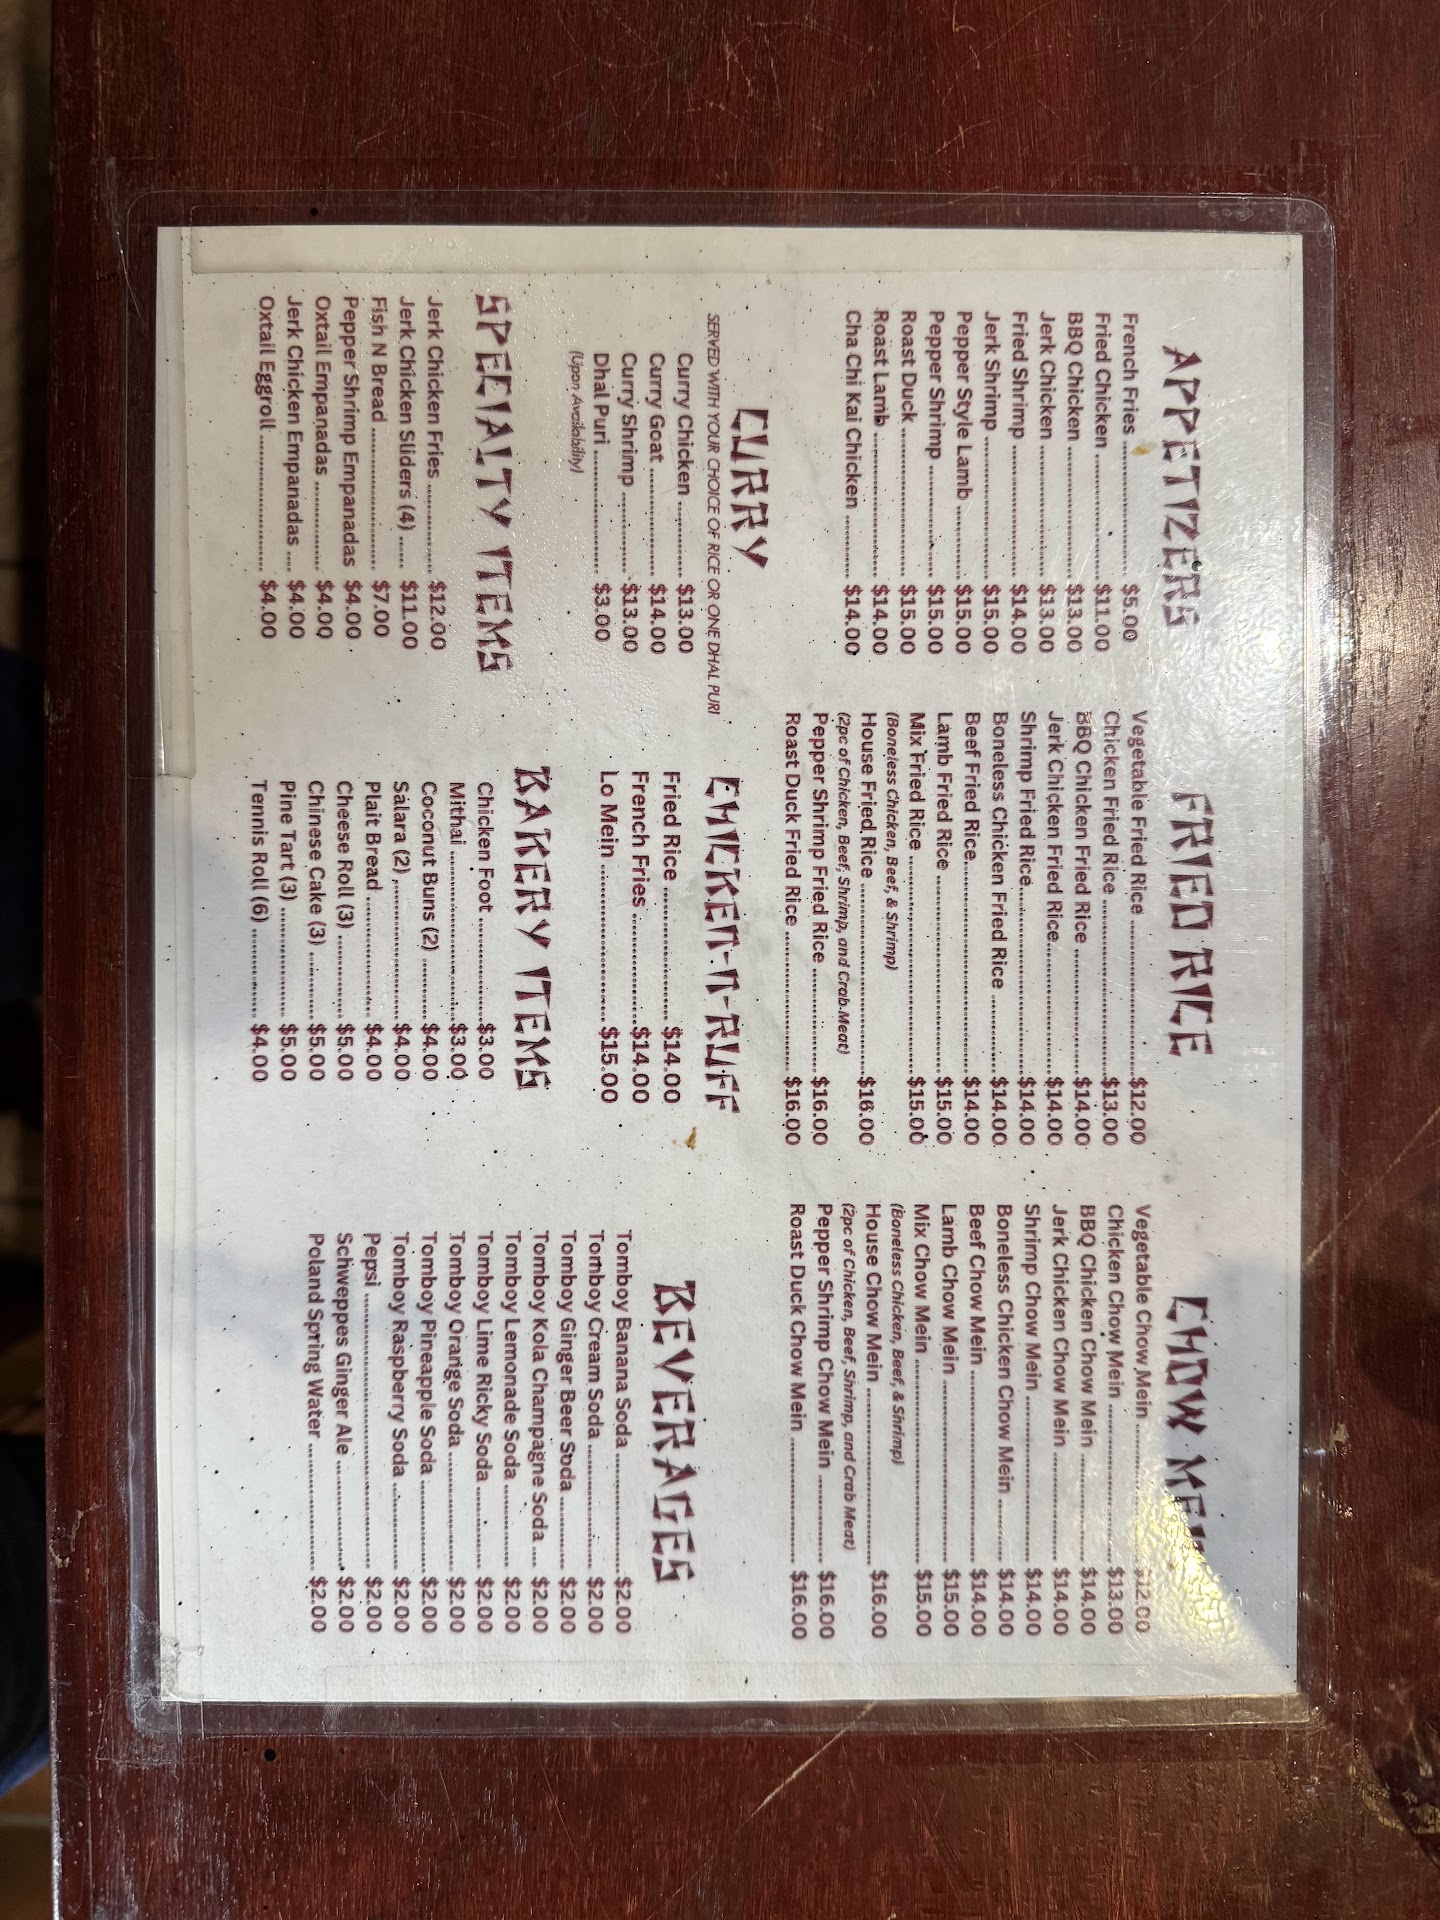 APPETIZERS
French Fries ........ $5.00
Fried Chicken ........ $11.00
BBQ Chicken ........ $13.00
Jerk Chicken ........ $13.00
Fried Shrimp ........ $14.00
Jerk Shrimp ........ $15.00
Pepper Style Lamb ........ $15.00
Pepper Shrimp ........ $15.00
Roast Duck ........ $15.00
Roast Lamb ........ $14.00
Cha Chi Kai Chicken ........ $14.00
FRIED RICE
Vegetable Fried Rice ........ $12.00
Chicken Fried Rice ........ $13.00
BBQ Chicken Fried Rice ........ $14.00
Jerk Chicken Fried Rice ........ $14.00
Shrimp Fried Rice ........ $14.00
Boneless Chicken Fried Rice ........ $14.00
Beef Fried Rice ........ $14.00
Lamb Fried Rice ........ $15.00
Mix Fried Rice ........ $15.00
(Boneless Chicken, Beef, & Shrimp)
House Fried Rice ........ $16.00
(2pc of Chicken, Beef, Shrimp, and Crab Meat)
Pepper Shrimp Fried Rice ........ $16.00
Roast Duck Fried Rice ........ $16.00
CHOW MEIN
Vegetable Chow Mein ........ $12.00
Chicken Chow Mein ........ $13.00
BBQ Chicken Chow Mein ........ $14.00
Jerk Chicken Chow Mein ........ $14.00
Shrimp Chow Mein ........ $14.00
Boneless Chicken Chow Mein ........ $14.00
Beef Chow Mein ........ $14.00
Lamb Chow Mein ........ $15.00
Mix Chow Mein ........ $15.00
(Boneless Chicken, Beef, & Shrimp)
House Chow Mein ........ $16.00
(2pc of Chicken, Beef, Shrimp, and Crab Meat)
Pepper Shrimp Chow Mein ........ $16.00
Roast Duck Chow Mein ........ $16.00
CURRY
SERVED WITH YOUR CHOICE OF RICE OR ONE DHAL PURI
Curry Chicken ........ $13.00
Curry Goat ........ $14.00
Curry Shrimp ........ $13.00
Dhal Puri ........ $3.00
(Upon Availability)
CHICKEN-N-RUFF
Fried Rice ........ $14.00
French Fries ........ $14.00
Lo Mein ........ $15.00
BEVERAGES
Tomboy Banana Soda ........ $2.00
Tomboy Cream Soda ........ $2.00
Tomboy Ginger Beer Soda ........ $2.00
Tomboy Kola Champagne Soda .... $2.00
Tomboy Lemonade Soda ........ $2.00
Tomboy Lime Ricky Soda ........ $2.00
Tomboy Orange Soda ........ $2.00
Tomboy Pineapple Soda ........ $2.00
Tomboy Raspberry Soda ........ $2.00
Pepsi ........ $2.00
Schweppes Ginger Ale ........ $2.00
Poland Spring Water ........ $2.00
SPECIALTY ITEMS
Jerk Chicken Fries ........ $12.00
Jerk Chicken Sliders (4) ...... $11.00
Fish N Bread ........ $7.00
Pepper Shrimp Empanadas $4.00
Oxtail Empanadas ........ $4.00
Jerk Chicken Empanadas .... $4.00
Oxtail Eggroll ........ $4.00
BAKERY ITEMS
Chicken Foot ........ $3.00
Mithai ........ $3.00
Coconut Buns (2) ........ $4.00
Salara (2) ........ $4.00
Plait Bread ........ $4.00
Cheese Roll (3) ........ $5.00
Chinese Cake (3) ........ $5.00
Pine Tart (3) ........ $5.00
Tennis Roll (6) ........ $4.00